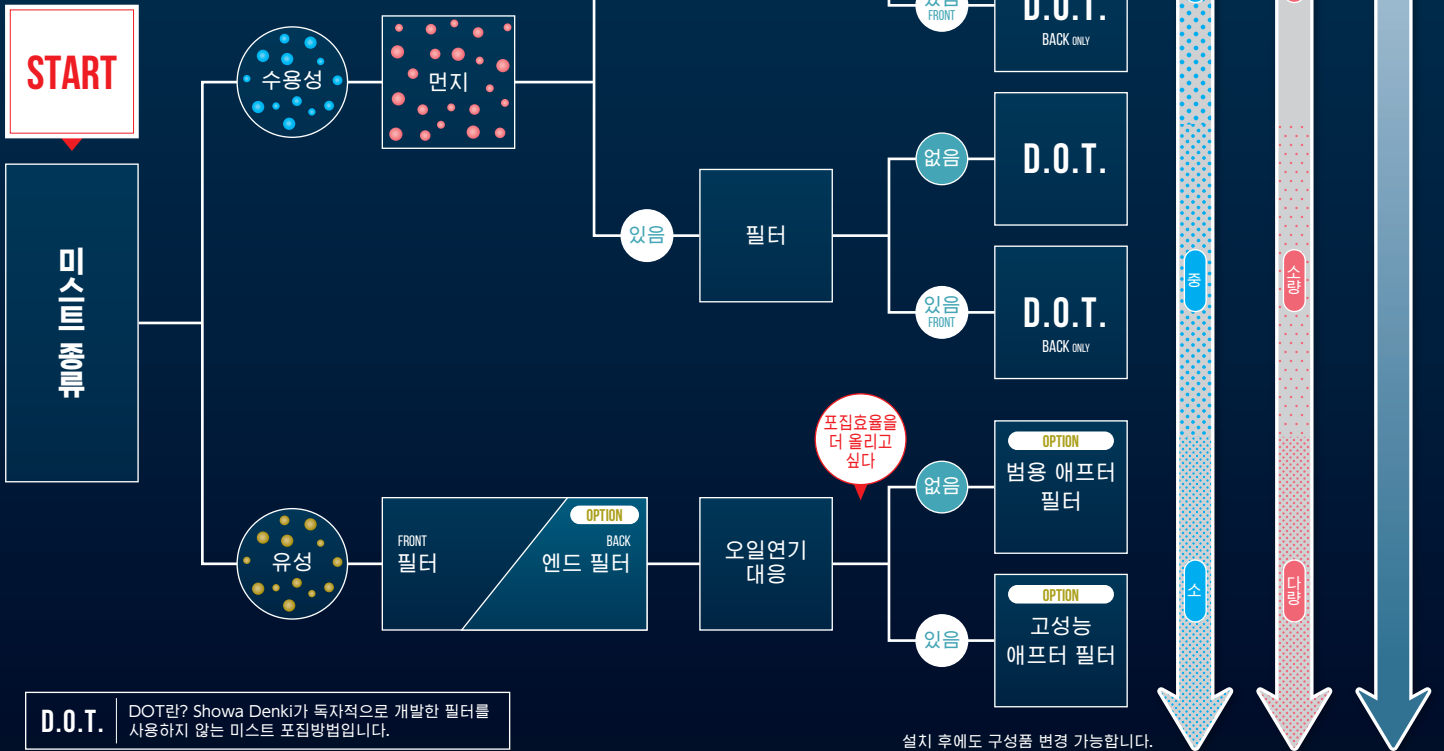 있음
FRONT
D.O.T.
BACK ONLY
START
수용성
먼지
없음
D.O.T.
있음
필터
미스트 종류
있음
FRONT
D.O.T.
BACK ONLY
중
소량
포집효율을
더 올리고
싶다
없음
OPTION
범용 애프터
필터
유성
FRONT
필터
OPTION
BACK
엔드 필터
오일연기
대응
있음
OPTION
고성능
애프터 필터
소
다량
D.O.T.
DOT란? Showa Denki가 독자적으로 개발한 필터를
사용하지 않는 미스트 포집방법입니다.
설치 후에도 구성품 변경 가능합니다.